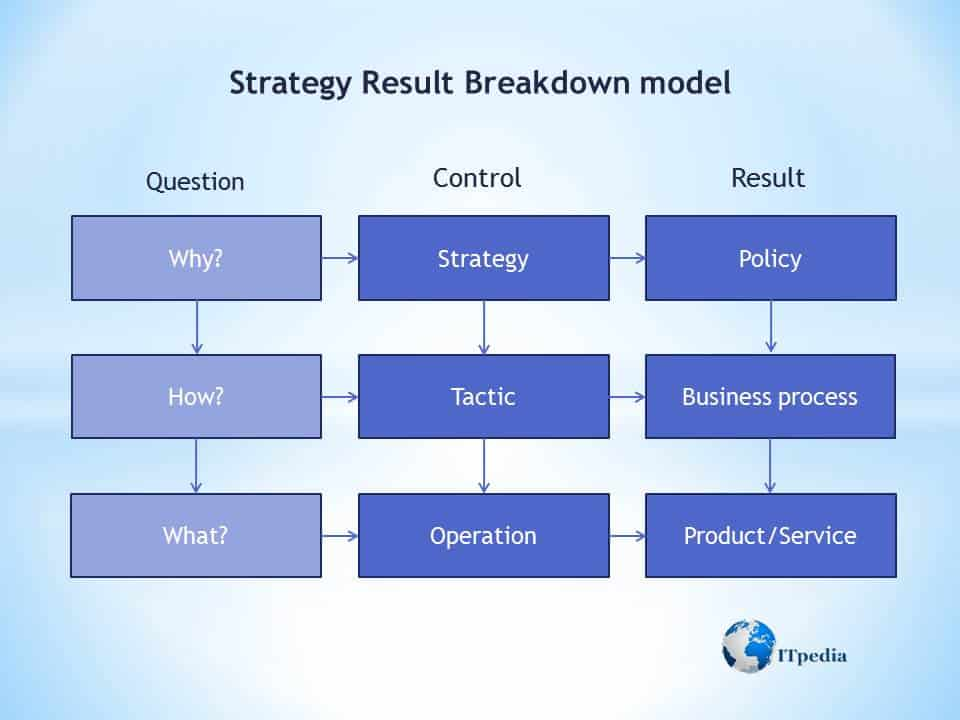 Strategy Result Breakdown model
Question
Control
Result
Why?
Strategy
Policy
How?
Tactic
Business process
What?
Operation
Product/Service
ITpedia